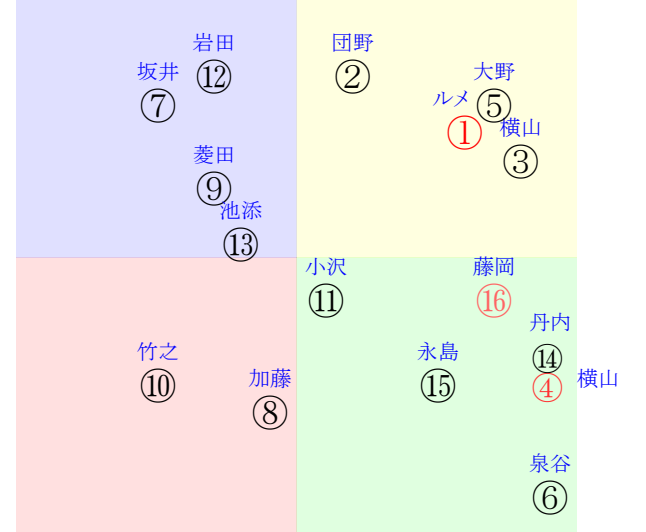 岩田
⑫
団野
②
坂井
⑦
大野
⑤
ルメ
①
横山
③
菱田
⑨
池添
⑬
小沢
⑪
藤岡
⑯
丹内
⑭
竹之
⑩
永島
⑮
加藤
⑧
④
横山
泉谷
⑥